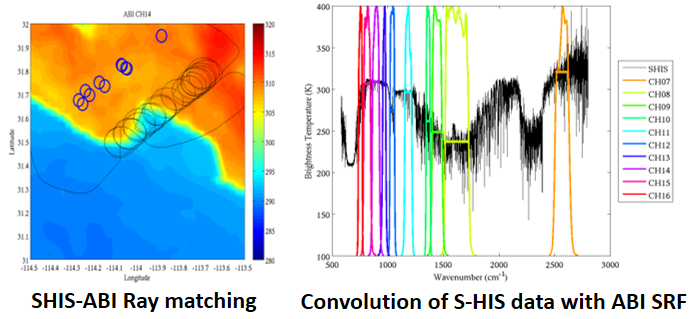 ABI CH14
32
31.9
31.8
31.7
31.6
31.5
31.4
31.3
31.2
31.1
31
Latitude
-114.5 -114.4 -114.3 -114.2 -114.1 -114 -113.9 -113.8 -113.7 -113.6 -113.5
Longitude
320
315
310
305
300
295
290
285
280
SHIS-ABI Ray matching
400
350
300
250
200
150
100
Brightness Temperature (K)
500 1000 1500 2000 2500 3000
Wavenumber (cm⁻¹)
SHIS
CH07
CH08
CH09
CH10
CH11
CH12
CH13
CH14
CH15
CH16
Convolution of S-HIS data with ABI SRF